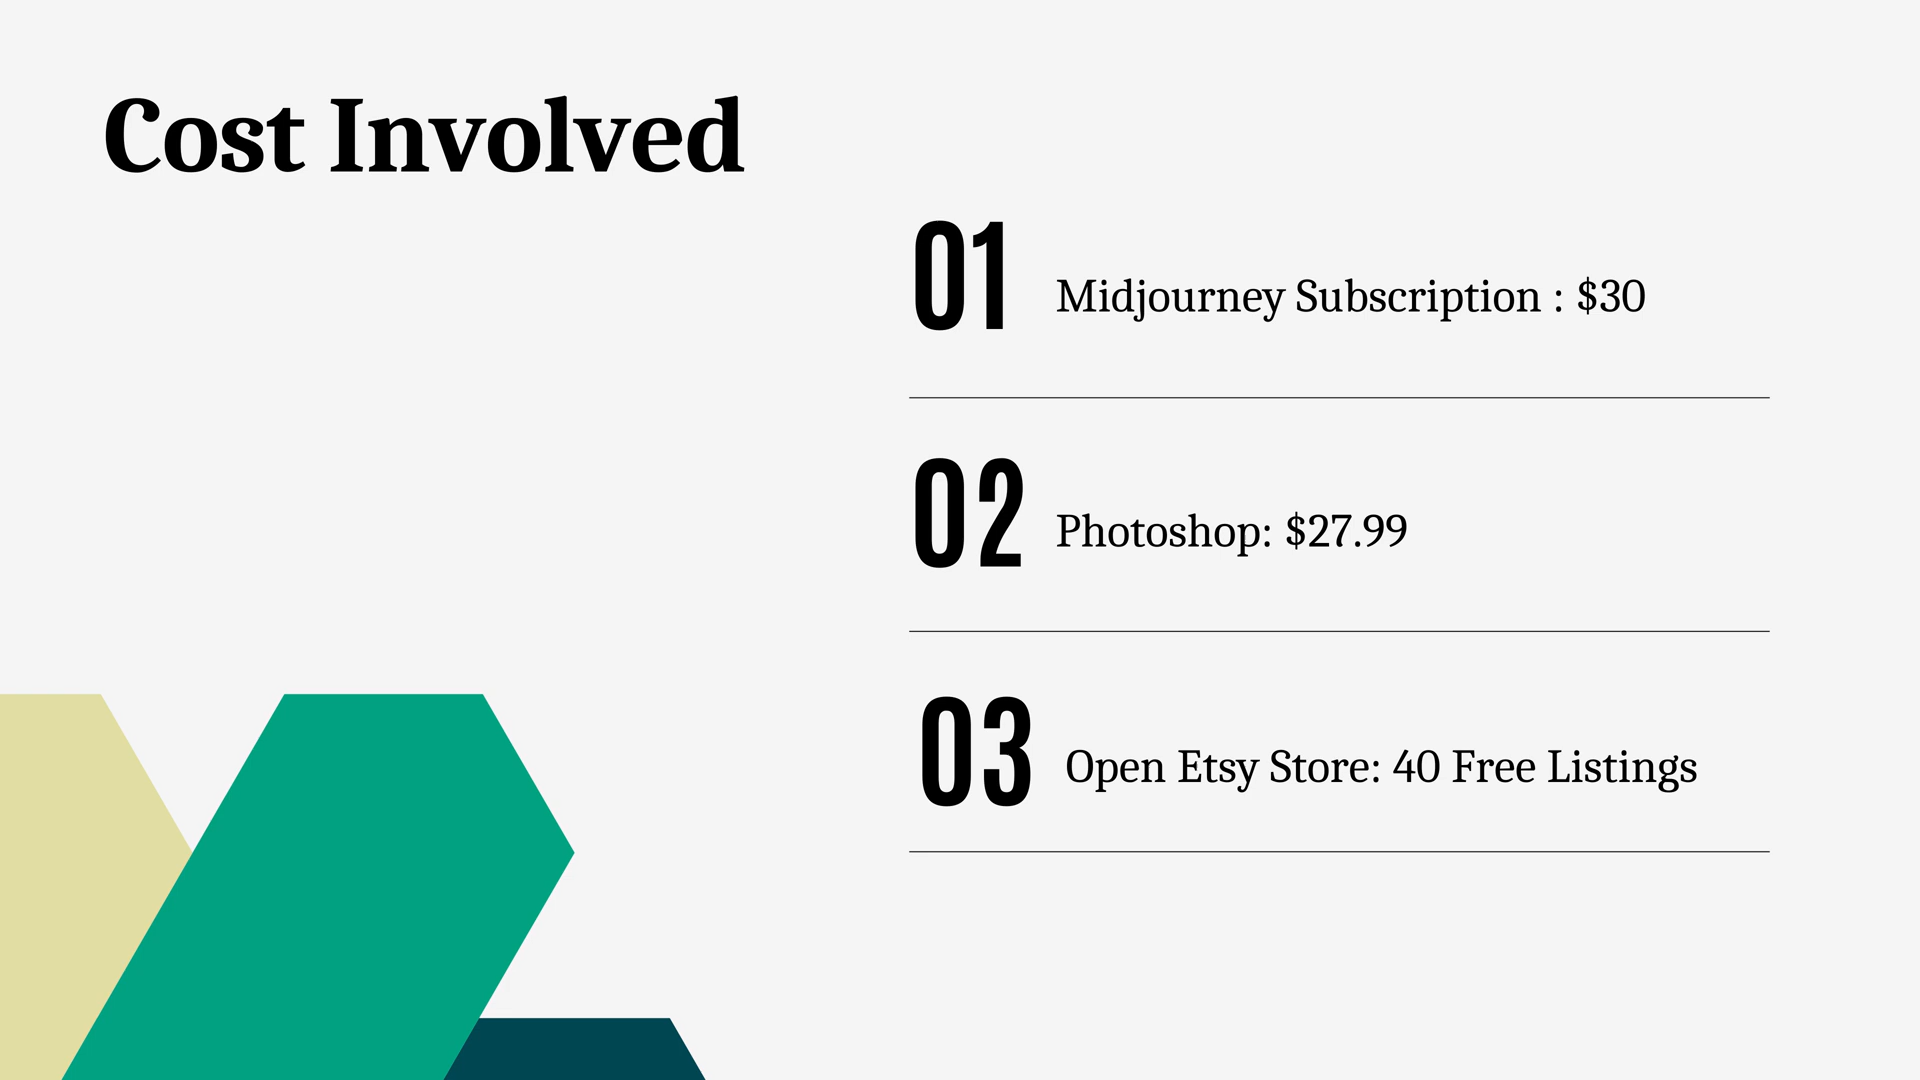 Cost Involved
01
Midjourney Subscription : $30
02
Photoshop: $27.99
03
Open Etsy Store: 40 Free Listings